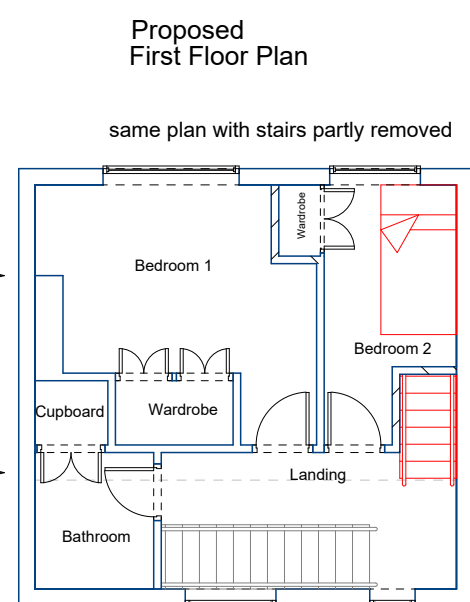 Proposed
First Floor Plan
same plan with stairs partly removed
Wardrobe
Bedroom 1
Bedroom 2
Cupboard
Wardrobe
Landing
Bathroom